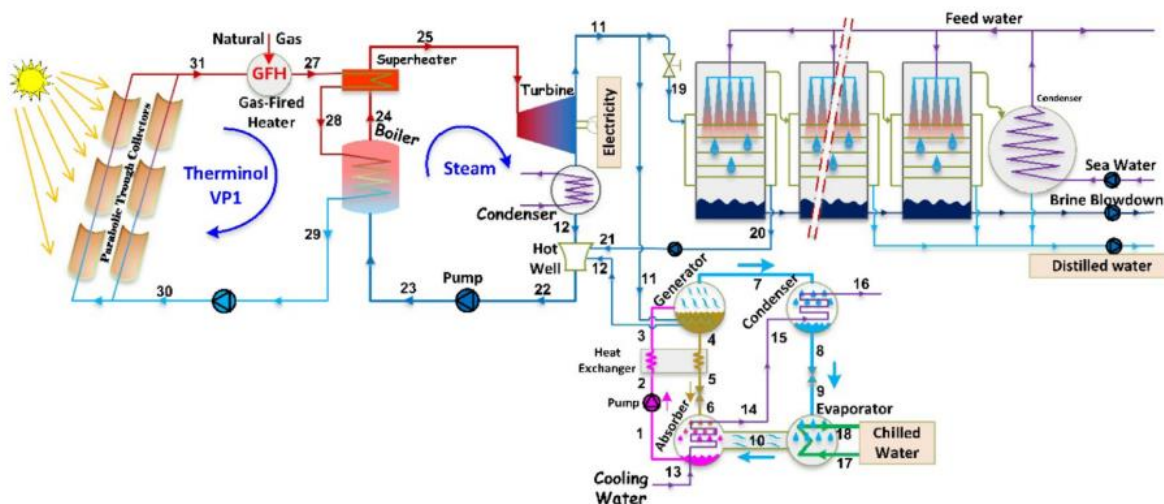 Natural Gas
31
GFH
27
Gas-Fired
Heater
Superheater
25
28
24
Boiler
Parabolic Trough Collectors
Therminol
VP1
29
30
Steam
Turbine
Electricity
11
Condenser
12
Hot
Well
12
21
Pump
23
22
19
20
Feed water
Condenser
Sea Water
Brine Blowdown
Distilled water
11
Generator
7
Condenser
16
15
3
4
Heat
Exchanger
2
5
8
9
Pump
Absorber
6
14
1
10
Evaporator
18
17
Chilled
Water
13
Cooling
Water